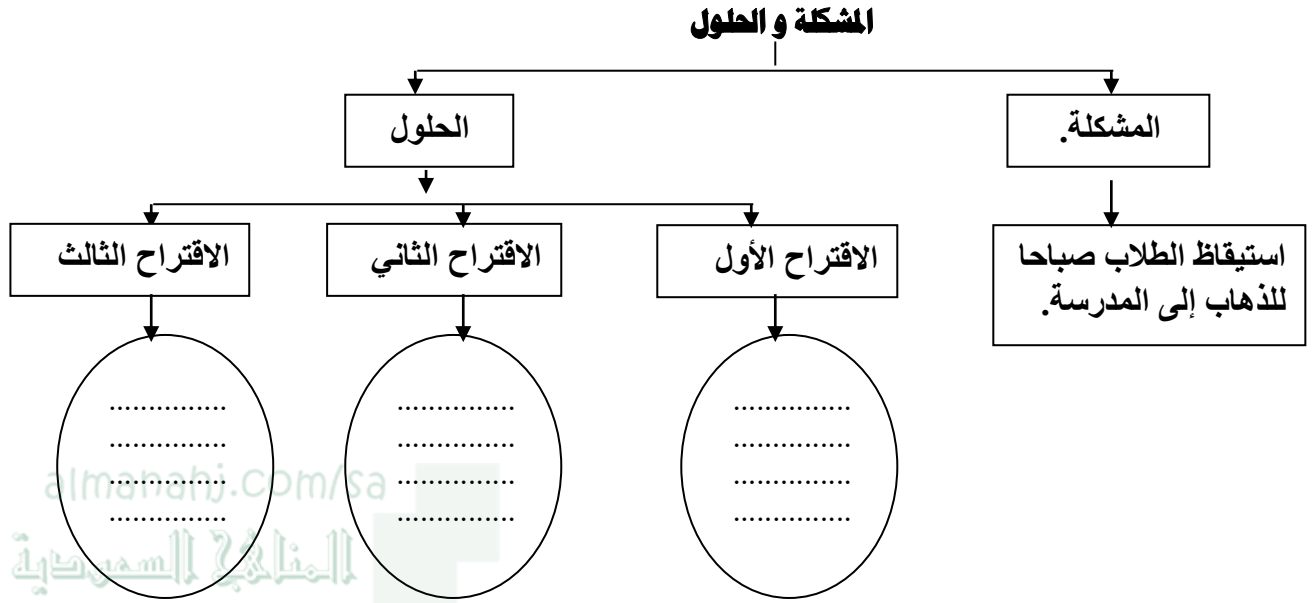 المشكلة و الحلول
المشكلة.
الحلول
استيقاظ الطلاب صباحا
للذهاب إلى المدرسة.
الاقتراح الأول
الاقتراح الثاني
الاقتراح الثالث
...............
...............
...............
...............
...............
...............
...............
...............
...............
...............
...............
...............
almanahj.com/sa
المناهج السعودية